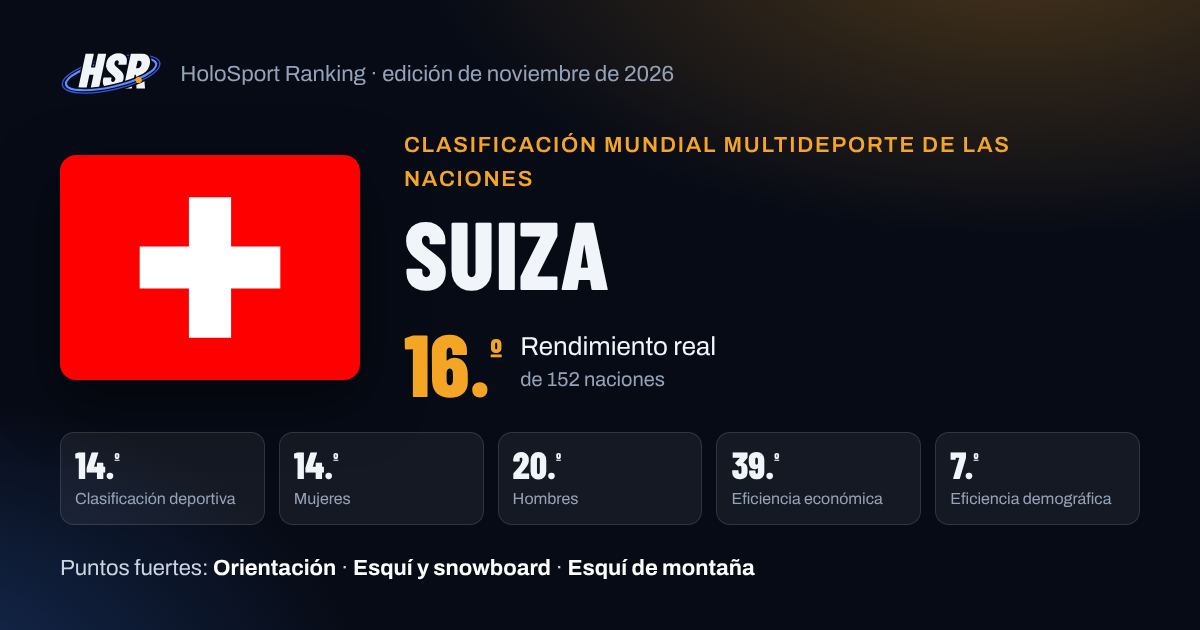 HSR HoloSport Ranking · edición de noviembre de 2026
CLASIFICACIÓN MUNDIAL MULTIDEPORTE DE LAS
NACIONES
SUIZA
16.º Rendimiento real
de 152 naciones
14.º
Clasificación deportiva
14.º
Mujeres
20.º
Hombres
39.º
Eficiencia económica
7.º
Eficiencia demográfica
Puntos fuertes: Orientación · Esquí y snowboard · Esquí de montaña